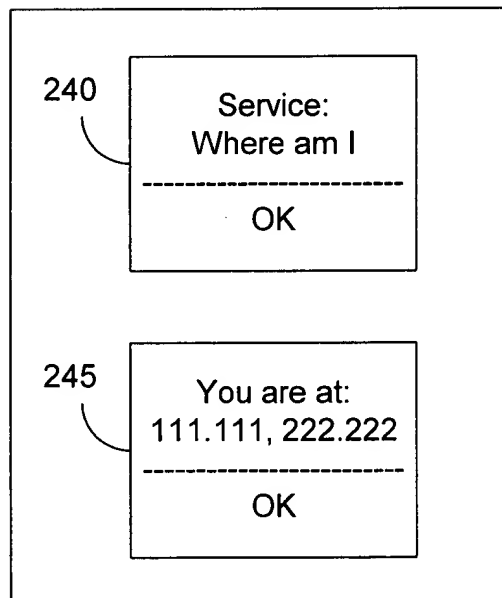 240
Service:
Where am I
OK
245
You are at:
111.111, 222.222
OK